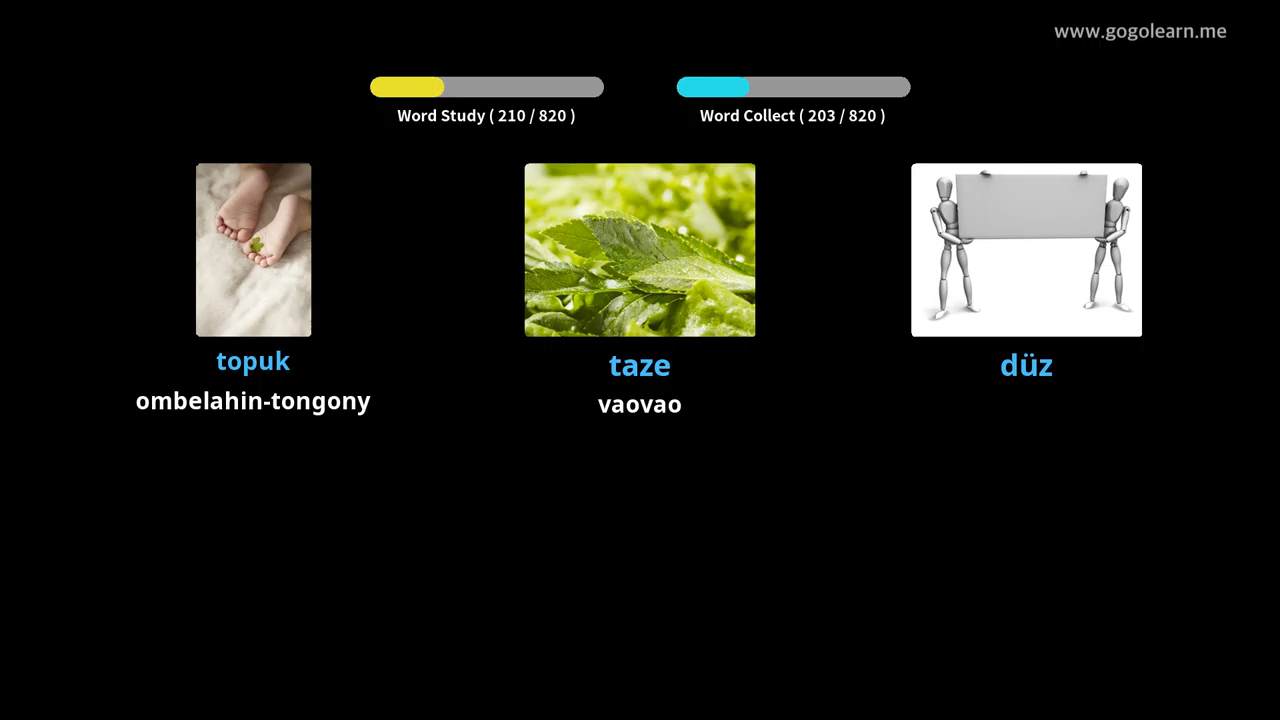 www.gogolearn.me
Word Study ( 210 / 820 )
Word Collect ( 203 / 820 )
topuk
ombelahin-tongony
taze
vaovao
düz